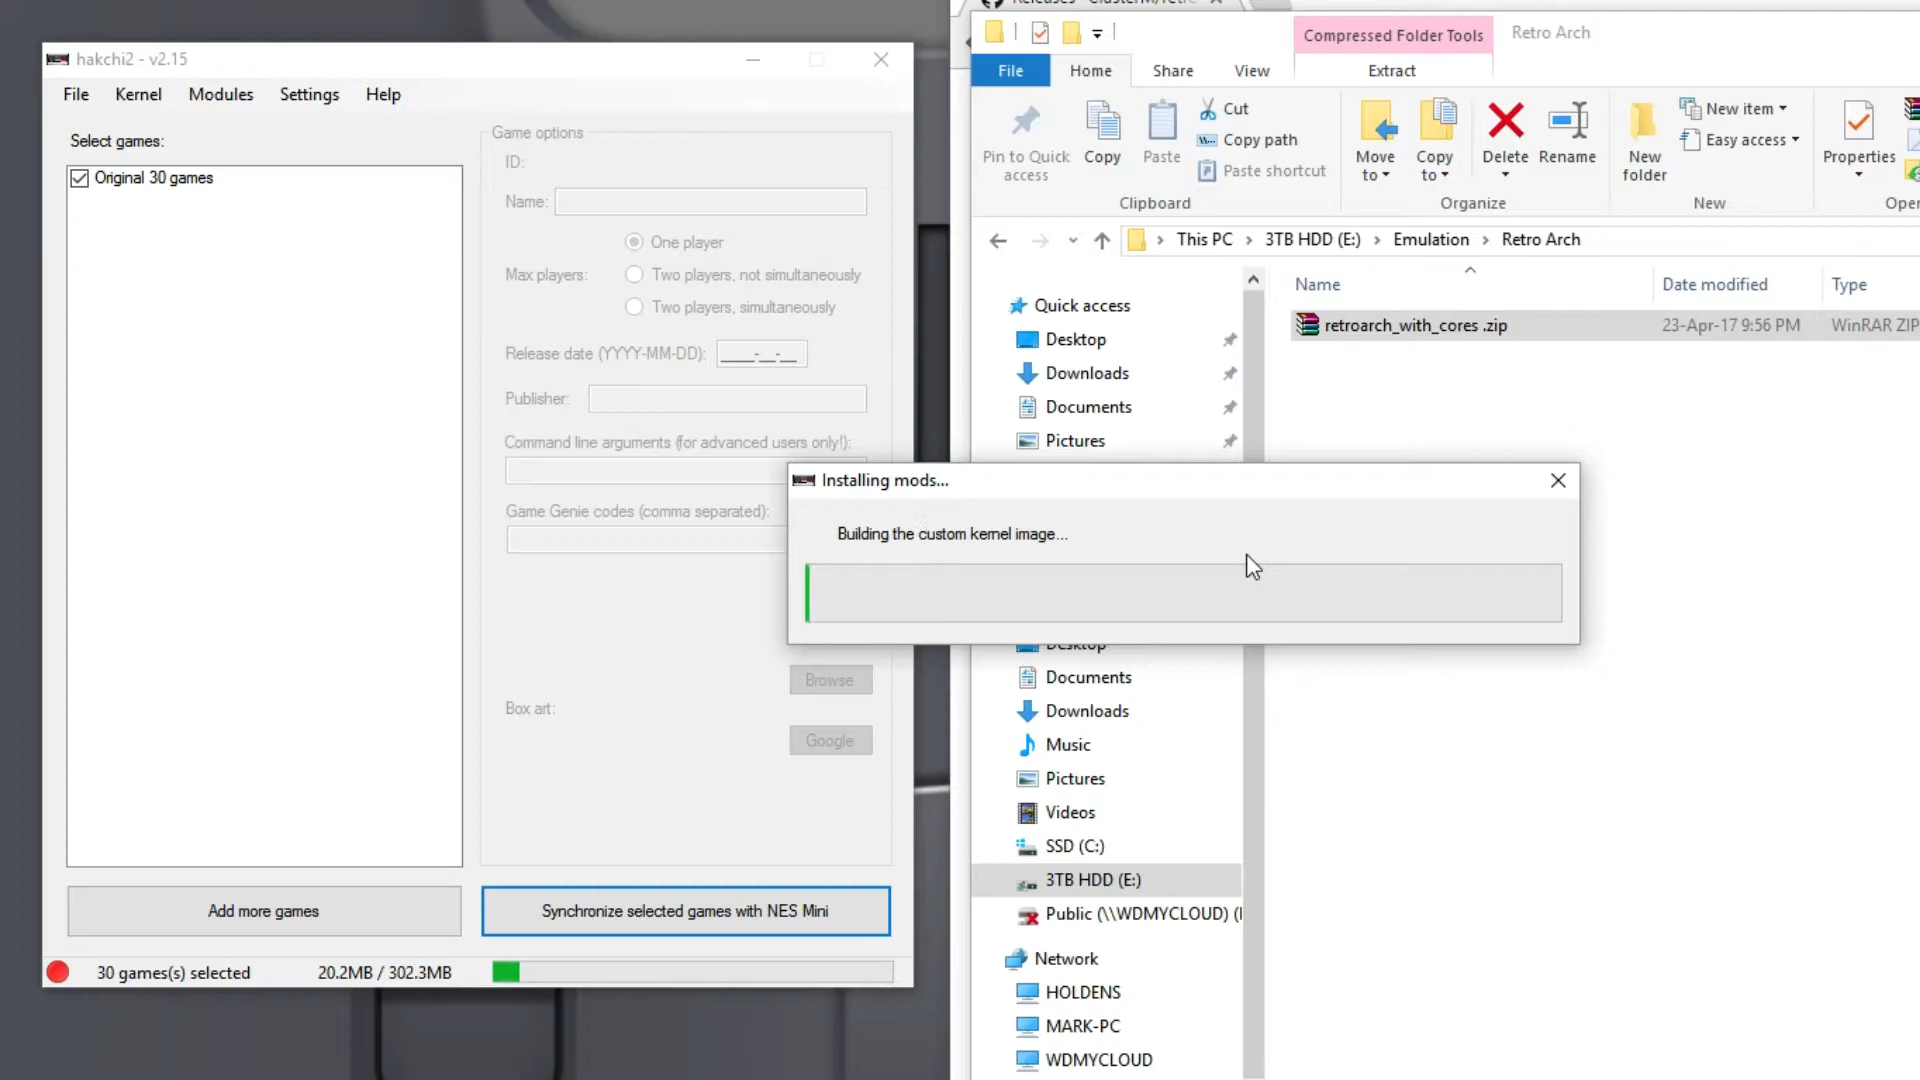 hakchi2 - v2.15
File Kernel Modules Settings Help
Select games:
Original 30 games
Game options
ID:
Name:
One player
Max players:
Two players, not simultaneously
Two players, simultaneously
Release date (YYYY-MM-DD): ____-__-__
Publisher:
Command line arguments (for advanced users only!):
Game Genie codes (comma separated):
Browse
Box art:
Google
Add more games
Synchronize selected games with NES Mini
30 games(s) selected
20.2MB / 302.3MB
Compressed Folder Tools
Retro Arch
File Home Share View Extract
Pin to Quick access
Copy
Paste
Cut
Copy path
Paste shortcut
Clipboard
Move to
Copy to
Delete
Rename
Organize
New folder
New item
Easy access
New
Properties
This PC > 3TB HDD (E:) > Emulation > Retro Arch
Name Date modified Type
retroarch_with_cores .zip 23-Apr-17 9:56 PM WinRAR ZIP
Quick access
Desktop
Downloads
Documents
Pictures
Installing mods...
Building the custom kernel image...
Desktop
Documents
Downloads
Music
Pictures
Videos
SSD (C:)
3TB HDD (E:)
Public (\\WDMYCLOUD) (
Network
HOLDENS
MARK-PC
WDMYCLOUD